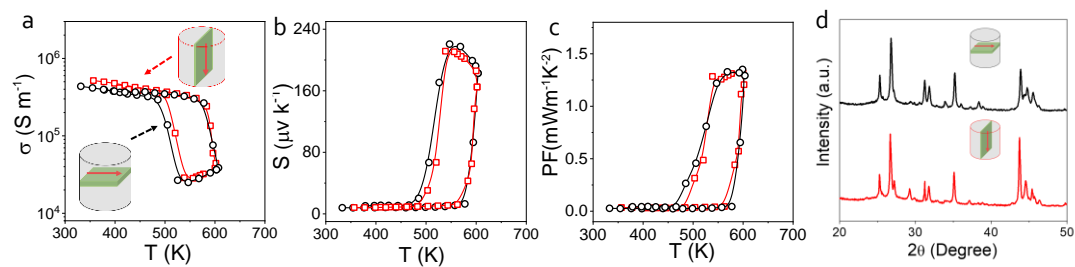 a
σ (S m⁻¹)
10⁶
10⁵
10⁴
300 400 500 600 700
T (K)
b
S (μv k⁻¹)
240
160
80
0
300 400 500 600 700
T (K)
c
PF(mWm⁻¹K⁻²)
1.5
1.0
0.5
0.0
300 400 500 600 700
T (K)
d
Intensity (a.u.)
20 30 40 50
2θ (Degree)